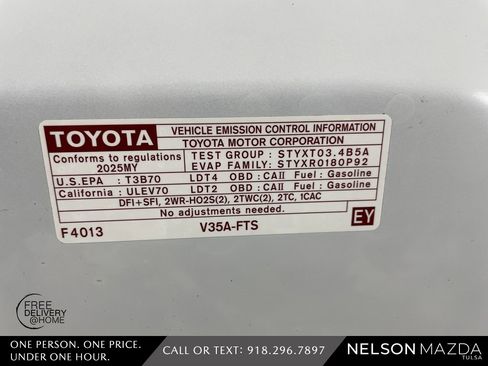 TOYOTA
VEHICLE EMISSION CONTROL INFORMATION
TOYOTA MOTOR CORPORATION
Conforms to regulations
2025MY
TEST GROUP : STYXT03.4B5A
EVAP FAMILY: STYXR0180P92
U.S.EPA : T3B70 LDT4 OBD : CAII Fuel : Gasoline
California : ULEV70 LDT2 OBD : CAII Fuel : Gasoline
DFI+SFI, 2WR-HO2S(2), 2TWC(2), 2TC, 1CAC
No adjustments needed.
F4013 V35A-FTS EY
FREE
DELIVERY
@HOME
ONE PERSON. ONE PRICE.
UNDER ONE HOUR.
CALL OR TEXT: 918.296.7897
NELSON MAZDA
TULSA